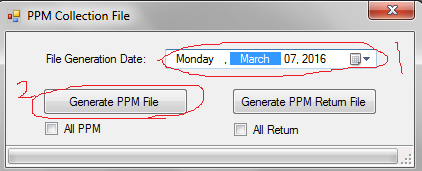 PPM Collection File
File Generation Date: Monday , March 07, 2016
1
2
Generate PPM File Generate PPM Return File
All PPM All Return